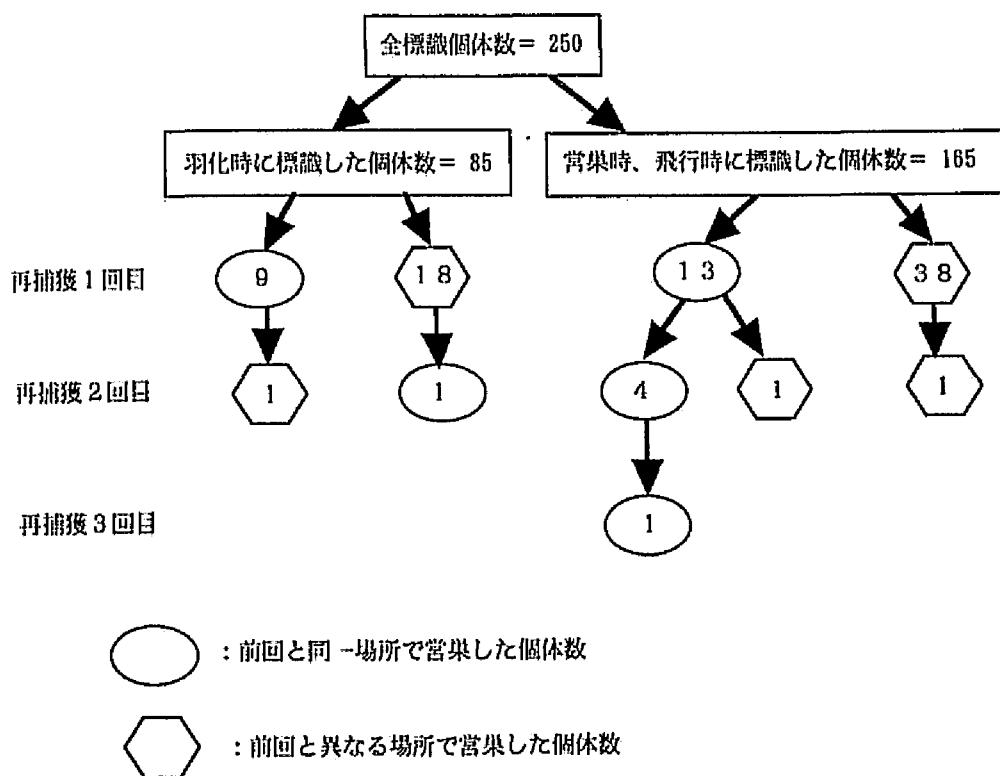 全標識個体数= 250
羽化時に標識した個体数= 85
営巣時、飛行時に標識した個体数= 165
再捕獲1回目
9
18
13
38
再捕獲2回目
1
1
4
1
1
再捕獲3回目
1
:前回と同一場所で営巣した個体数
:前回と異なる場所で営巣した個体数